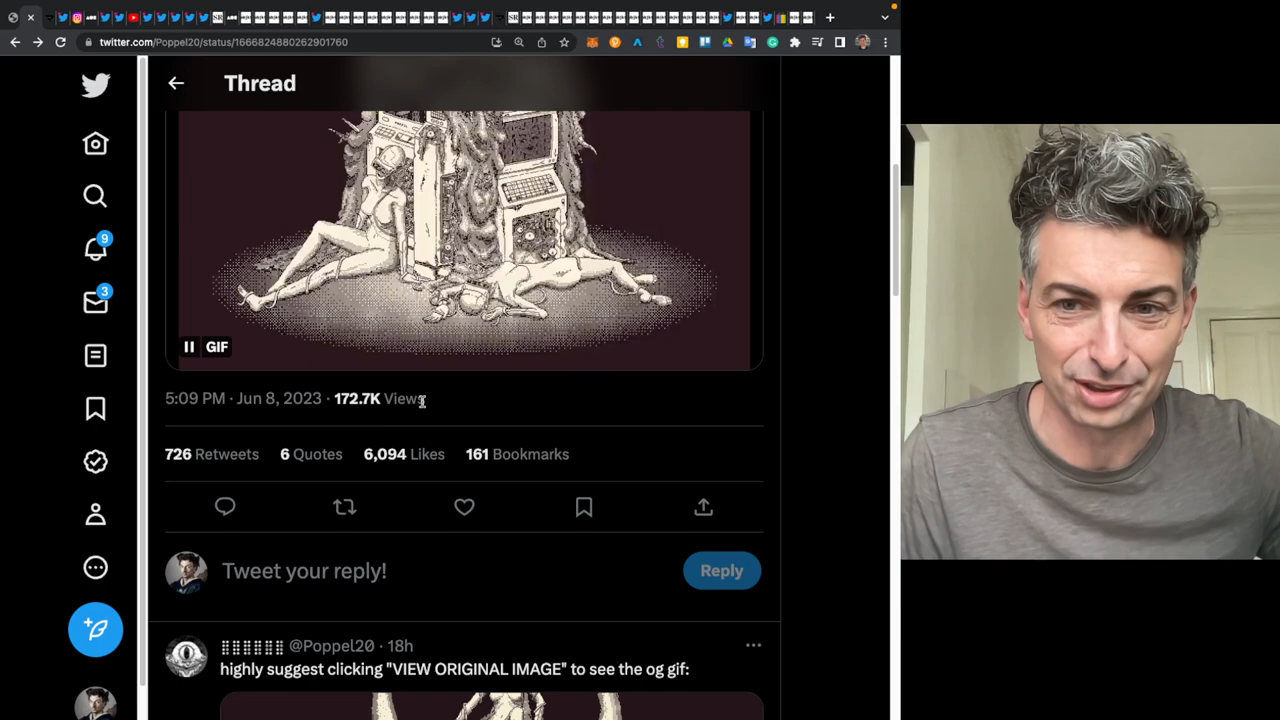 twitter.com/Poppel20/status/1666824880262901760
Thread
GIF
5:09 PM · Jun 8, 2023 · 172.7K Views
726 Retweets 6 Quotes 6,094 Likes 161 Bookmarks
Tweet your reply!
Reply
@Poppel20 · 18h
highly suggest clicking "VIEW ORIGINAL IMAGE" to see the og gif:
9
3